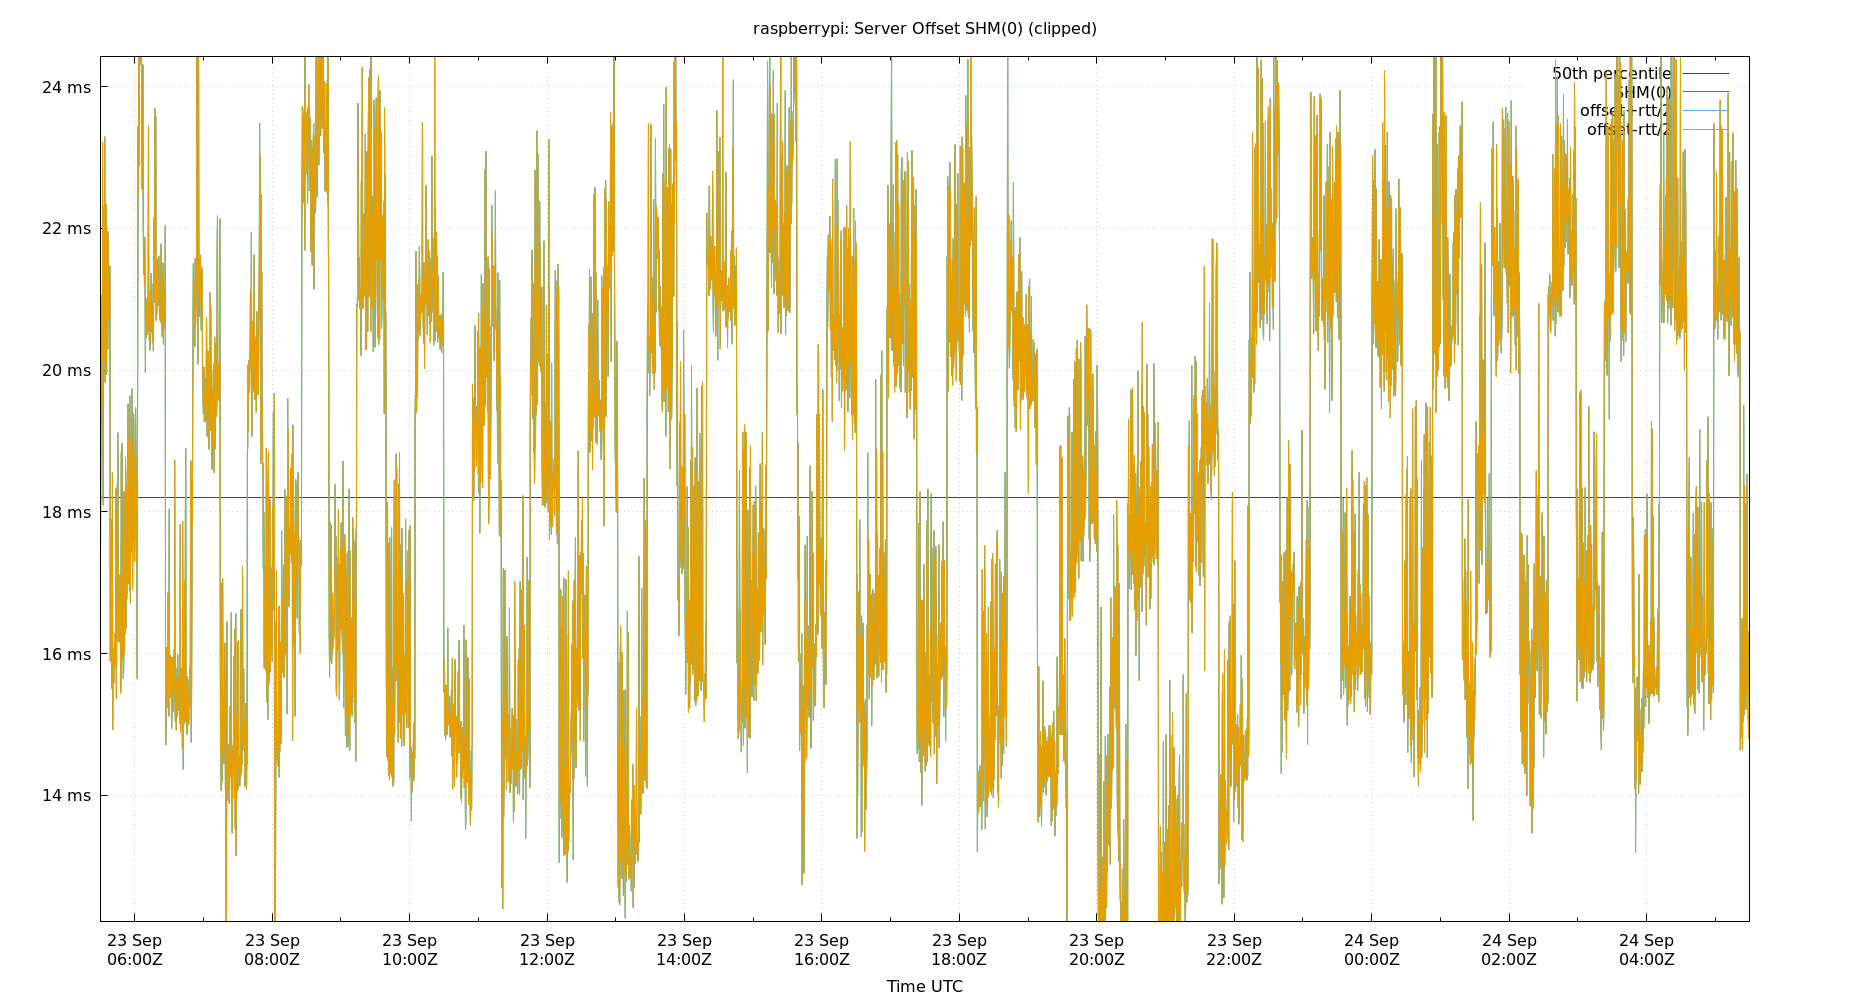 raspberrypi: Server Offset SHM(0) (clipped)
50th percentile
SHM(0)
offset+rtt/2
offset-rtt/2
24 ms
22 ms
20 ms
18 ms
16 ms
14 ms
23 Sep 23 Sep 23 Sep 23 Sep 23 Sep 23 Sep 23 Sep 23 Sep 23 Sep 24 Sep 24 Sep 24 Sep
06:00Z 08:00Z 10:00Z 12:00Z 14:00Z 16:00Z 18:00Z 20:00Z 22:00Z 00:00Z 02:00Z 04:00Z
Time UTC